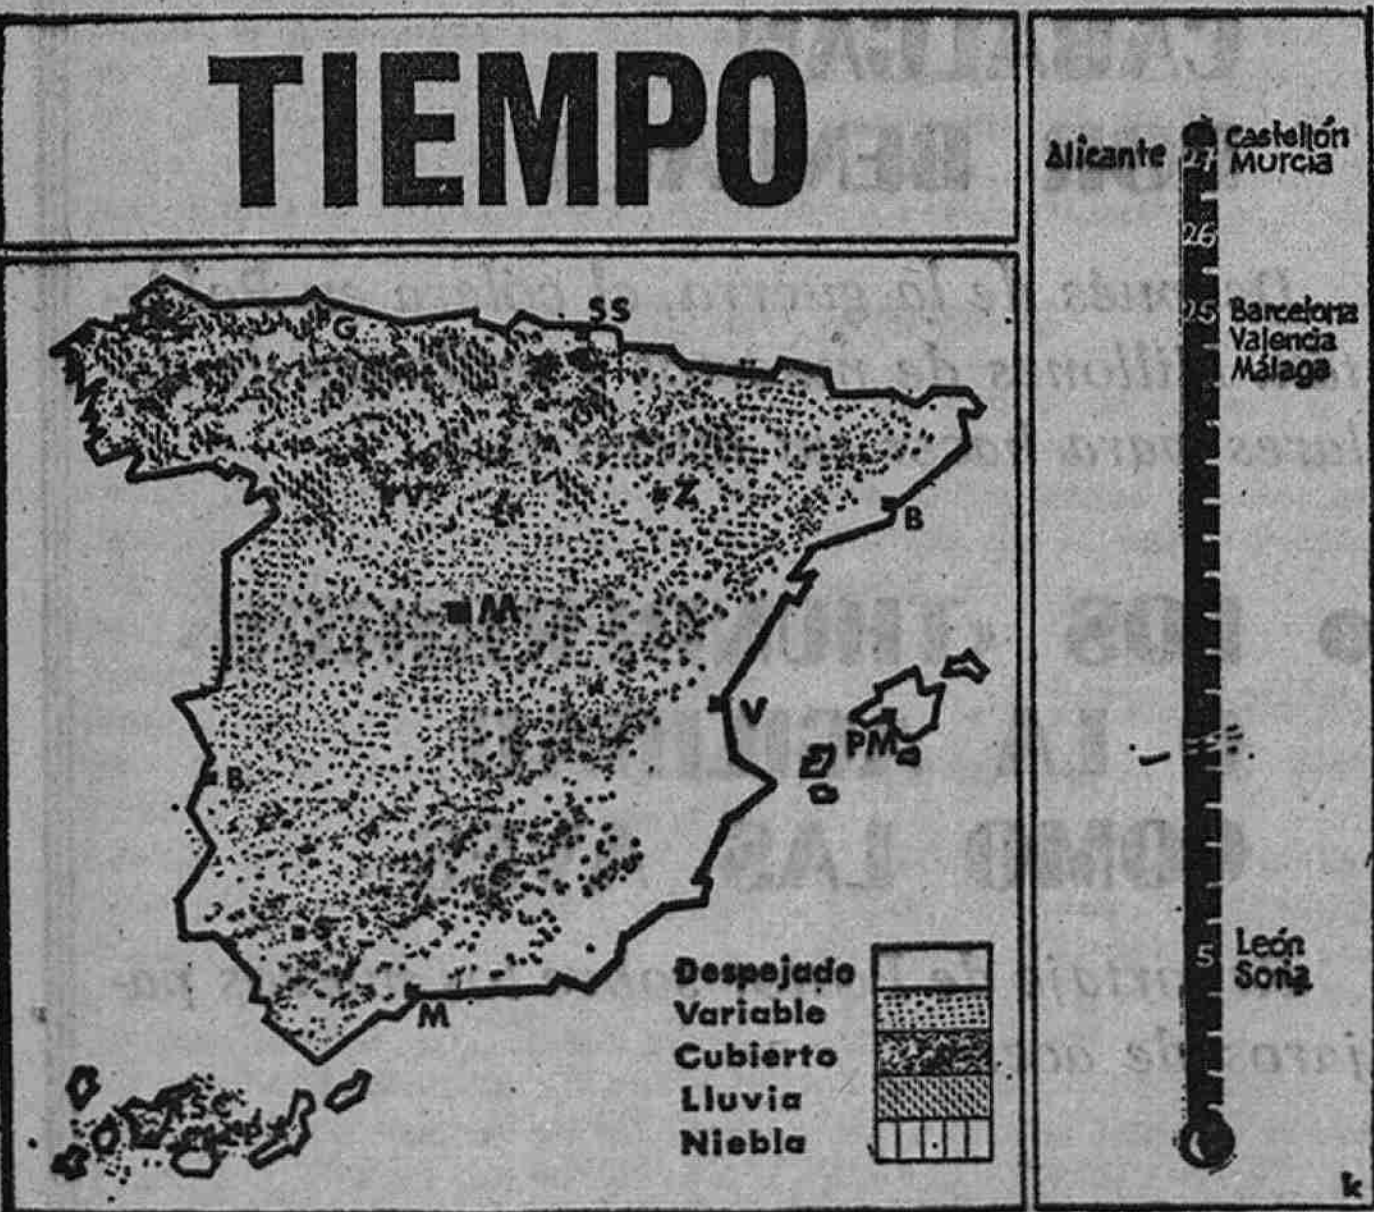 TIEMPO
G
SS
V
Z
B
M
V
PM
B
S
M
Despejado
Variable
Cubierto
Lluvia
Niebla
Alicante
27
Castellón
Murcia
26
25
Barcelona
Valencia
Málaga
5
León
Soria
k